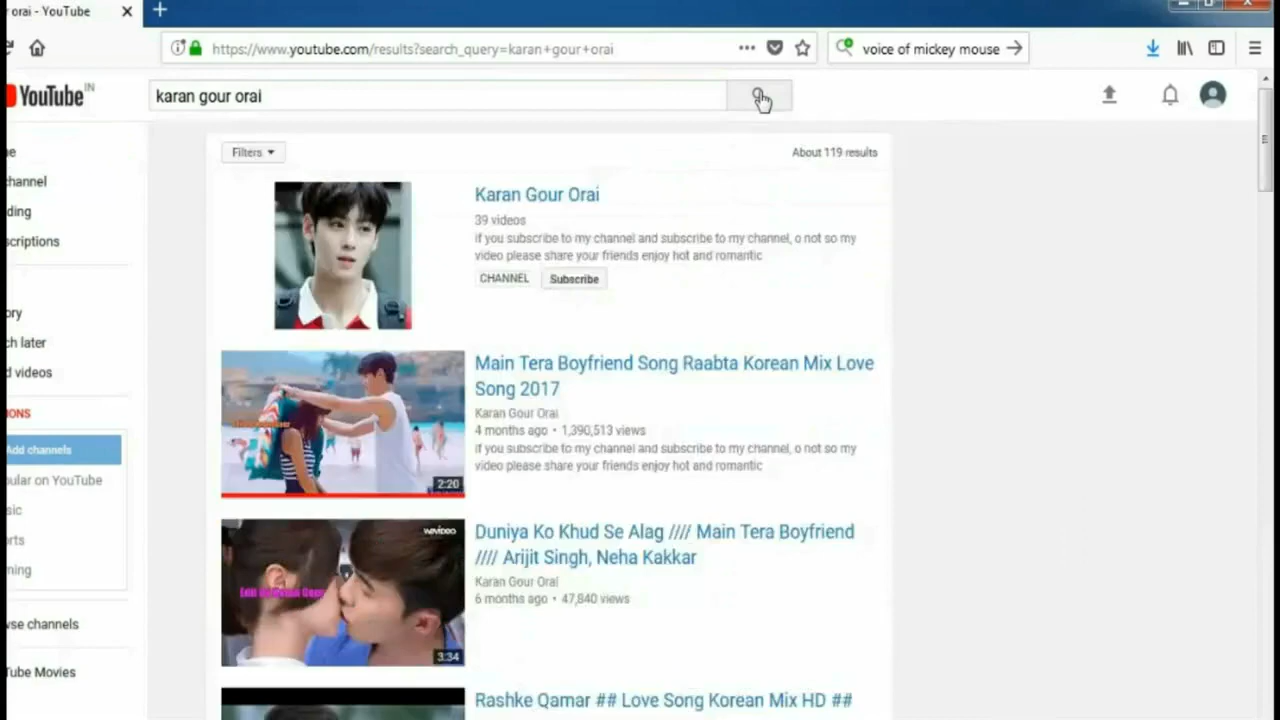 orai - YouTube
https://www.youtube.com/results?search_query=karan+gour+orai
voice of mickey mouse
YouTube IN
karan gour orai
Filters
About 119 results
Karan Gour Orai
39 videos
if you subscribe to my channel and subscribe to my channel, o not so my
video please share your friends enjoy hot and romantic
CHANNEL
Subscribe
Main Tera Boyfriend Song Raabta Korean Mix Love
Song 2017
Karan Gour Orai
4 months ago • 1,390,513 views
if you subscribe to my channel and subscribe to my channel, o not so my
video please share your friends enjoy hot and romantic
2:20
wevideo
Duniya Ko Khud Se Alag //// Main Tera Boyfriend
//// Arijit Singh, Neha Kakkar
Karan Gour Orai
6 months ago • 47,840 views
3:34
Rashke Qamar ## Love Song Korean Mix HD ##
ne
hannel
ding
scriptions
ory
ch later
d videos
IONS
Add channels
ular on YouTube
sic
orts
ming
wse channels
Tube Movies